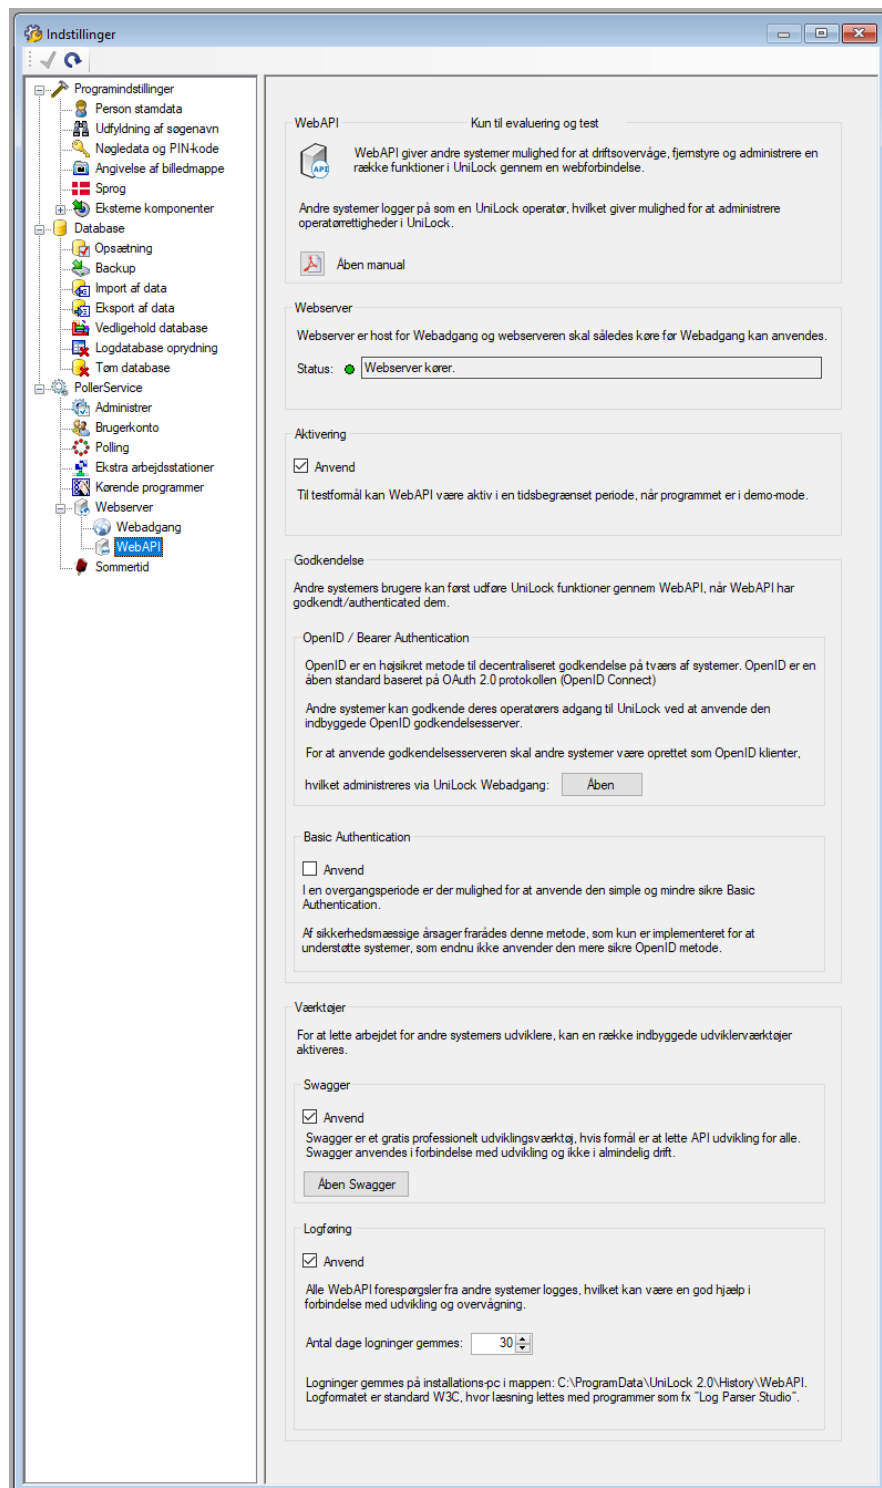 Indstillinger
Programindstillinger
Person stamdata
Udfyldning af søgenavn
Nøgledata og PIN-kode
Angivelse af billedmappe
Sprog
Eksterne komponenter
Database
Opsætning
Backup
Import af data
Eksport af data
Vedligehold database
Logdatabase oprydning
Tøm database
PollerService
Administrer
Brugerkonto
Polling
Ekstra arbejdsstationer
Kørende programmer
Webserver
Webadgang
WebAPI
Sommertid
WebAPI Kun til evaluering og test
API
WebAPI giver andre systemer mulighed for at driftsovervåge, fjernstyre og administrere en
række funktioner i UniLock gennem en webforbindelse.
Andre systemer logger på som en UniLock operatør, hvilket giver mulighed for at administrere
operatørrettigheder i UniLock.
Åben manual
Webserver
Webserver er host for Webadgang og webserveren skal således køre før Webadgang kan anvendes.
Status: Webserver kører.
Aktivering
Anvend
Til testformål kan WebAPI være aktiv i en tidsbegrænset periode, når programmet er i demo-mode.
Godkendelse
Andre systemers brugere kan først udføre UniLock funktioner gennem WebAPI, når WebAPI har
godkendt/authenticated dem.
OpenID / Bearer Authentication
OpenID er en højsikret metode til decentraliseret godkendelse på tværs af systemer. OpenID er en
åben standard baseret på OAuth 2.0 protokollen (OpenID Connect)
Andre systemer kan godkende deres operatørers adgang til UniLock ved at anvende den
indbyggede OpenID godkendelsesserver.
For at anvende godkendelsesserveren skal andre systemer være oprettet som OpenID klienter,
hvilket administreres via UniLock Webadgang: Åben
Basic Authentication
Anvend
I en overgangsperiode er der mulighed for at anvende den simple og mindre sikre Basic
Authentication.
Af sikkerhedsmæssige årsager frarådes denne metode, som kun er implementeret for at
understøtte systemer, som endnu ikke anvender den mere sikre OpenID metode.
Værktøjer
For at lette arbejdet for andre systemers udviklere, kan en række indbyggede udviklerværktøjer
aktiveres.
Swagger
Anvend
Swagger er et gratis professionelt udviklingsværktøj, hvis formål er at lette API udvikling for alle.
Swagger anvendes i forbindelse med udvikling og ikke i almindelig drift.
Åben Swagger
Logføring
Anvend
Alle WebAPI forespørgsler fra andre systemer logges, hvilket kan være en god hjælp i
forbindelse med udvikling og overvågning.
Antal dage logninger gemmes: 30
Logninger gemmes på installations-pc i mappen: C:\ProgramData\UniLock 2.0\History\WebAPI.
Logformatet er standard W3C, hvor læsning lettes med programmer som fx "Log Parser Studio".